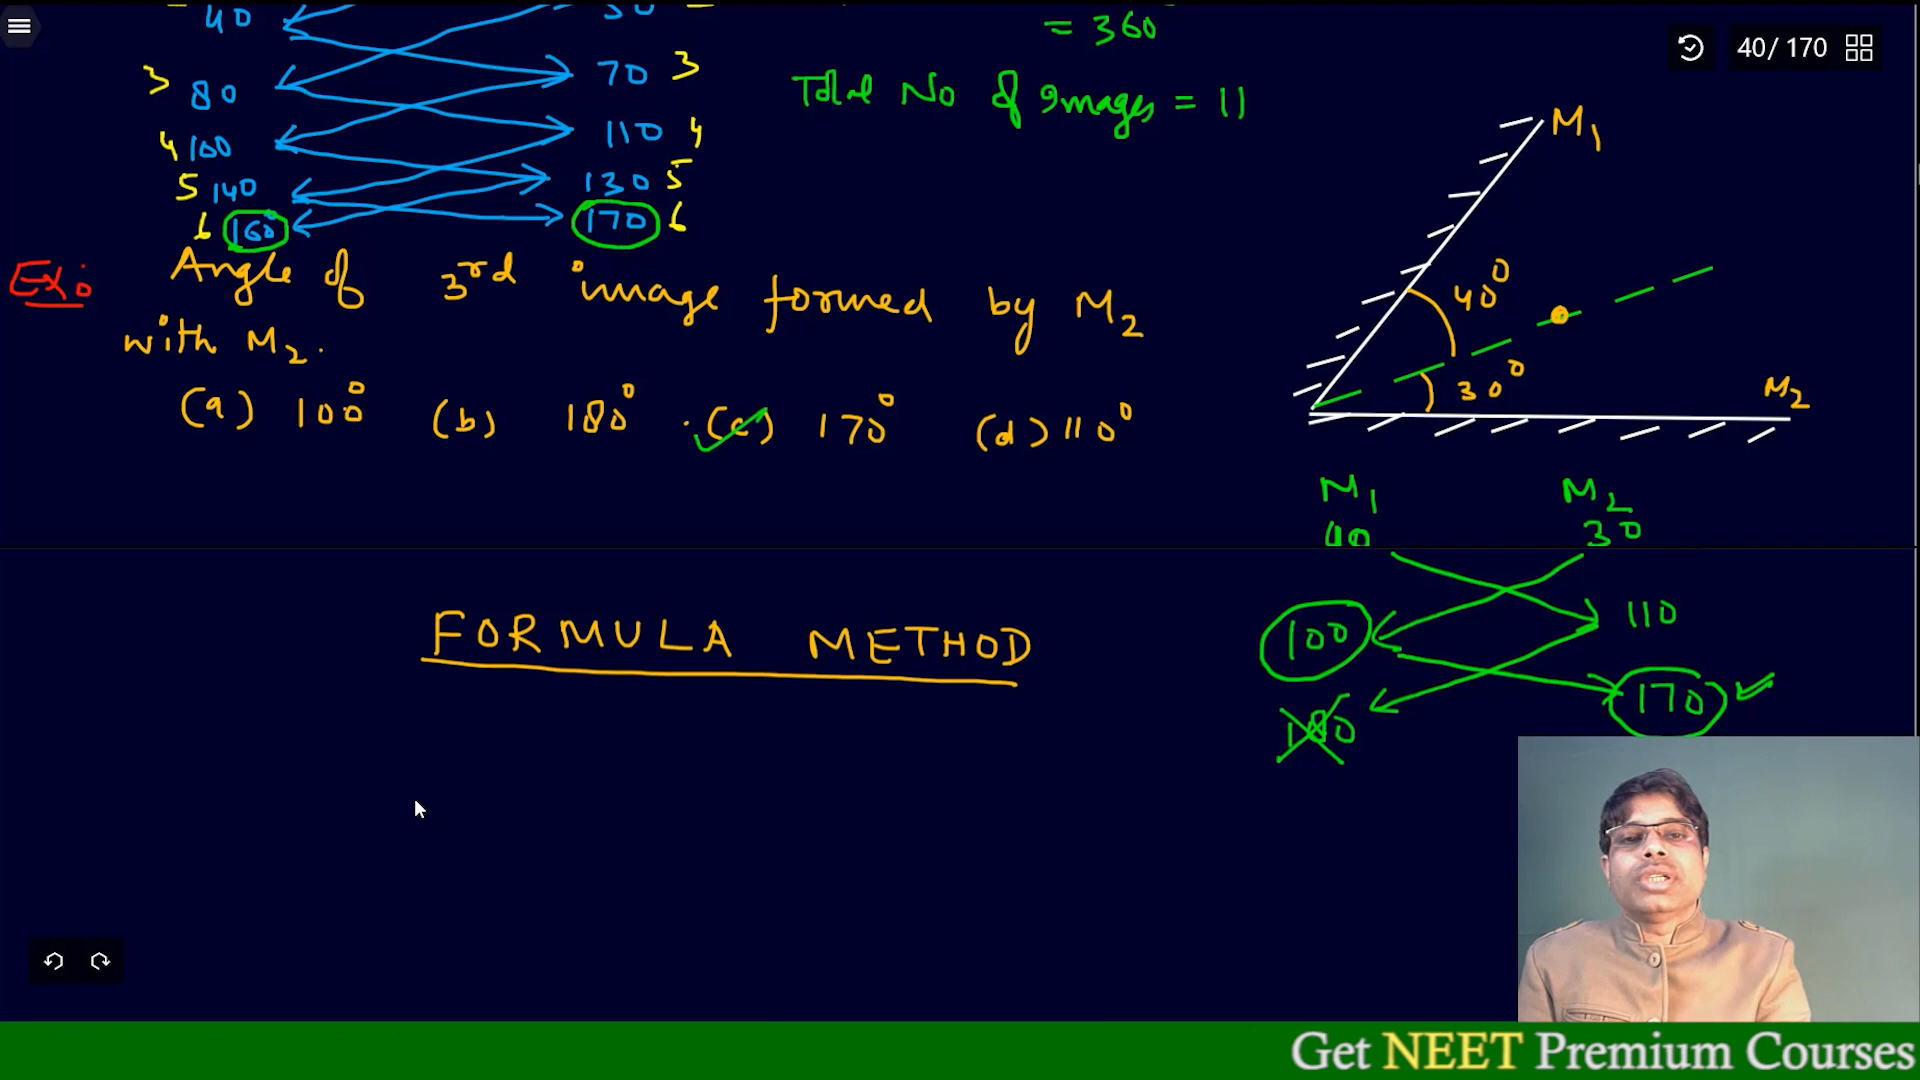 40
= 360
40/ 170
3 80 70 3
Total No of Images = 11
4 100 110 4
M1
5 140 130 5
6 160° 170 6
Ex: Angle of 3rd image formed by M2
with M2.
40°
30°
M2
(a) 100° (b) 180° (c) 170° (d) 110°
M1 M2
40 30
FORMULA METHOD
100 110
180 170
Get NEET Premium Courses